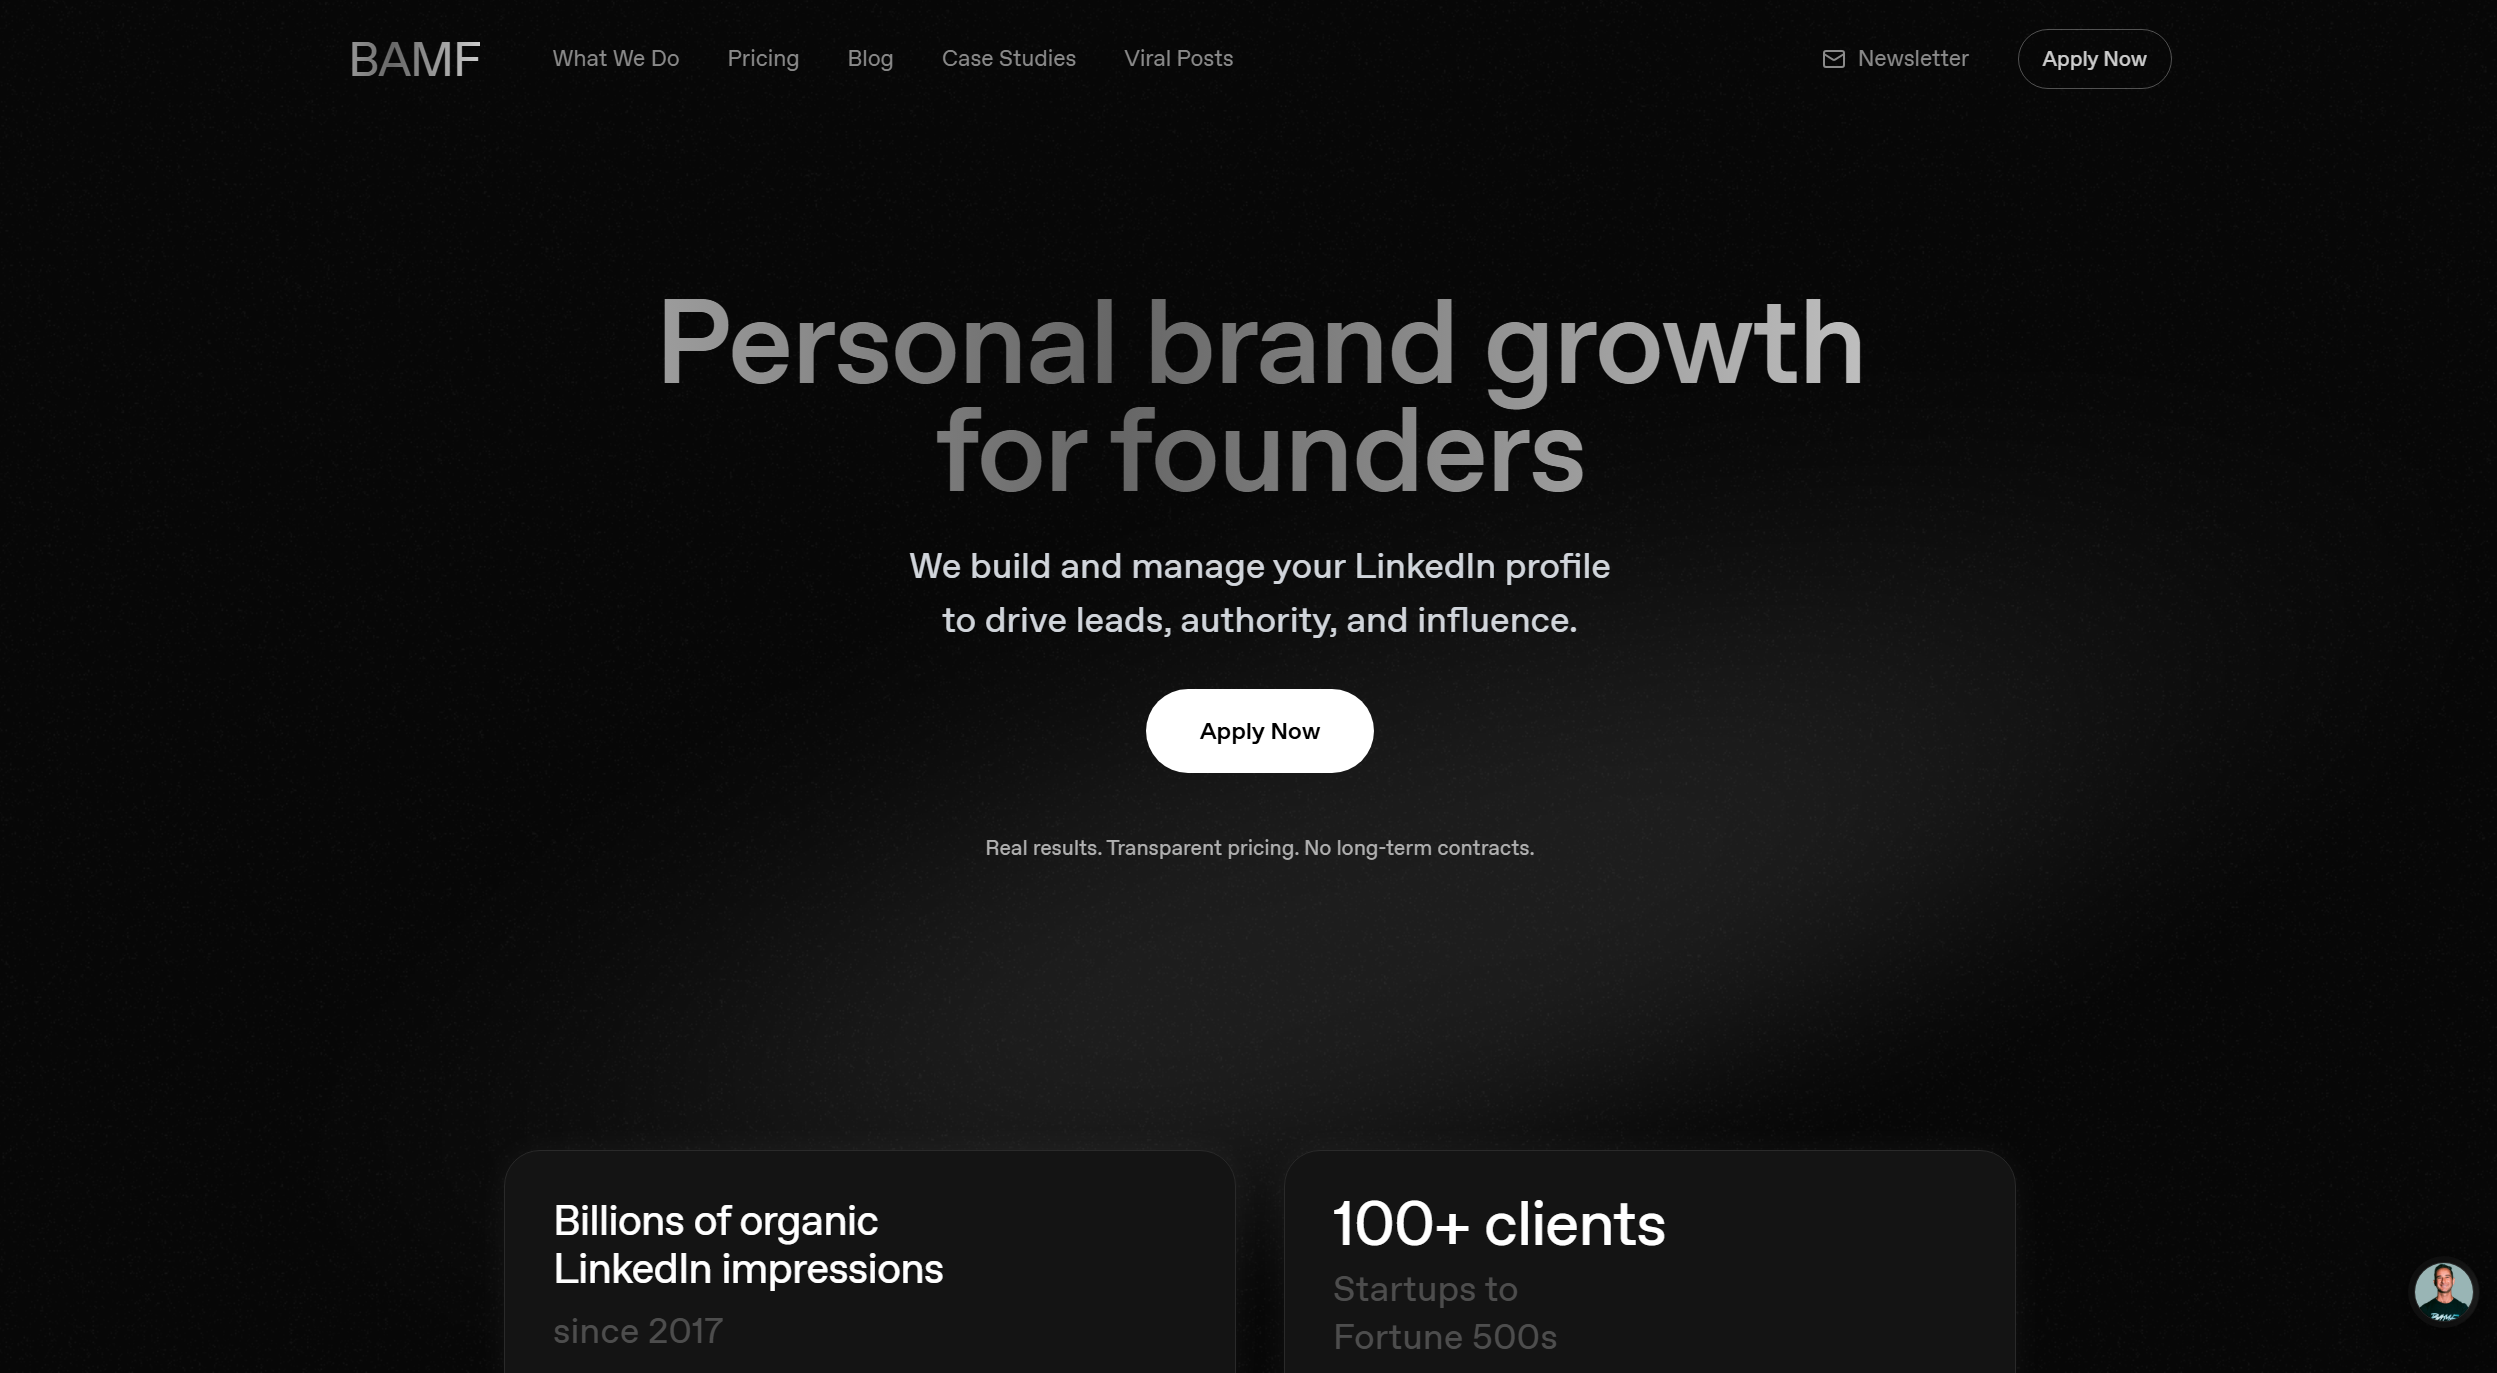 BAMF
What We Do
Pricing
Blog
Case Studies
Viral Posts
Newsletter
Apply Now
Personal brand growth
for founders
We build and manage your LinkedIn profile
to drive leads, authority, and influence.
Apply Now
Real results. Transparent pricing. No long-term contracts.
Billions of organic
LinkedIn impressions
since 2017
100+ clients
Startups to
Fortune 500s
BAMF